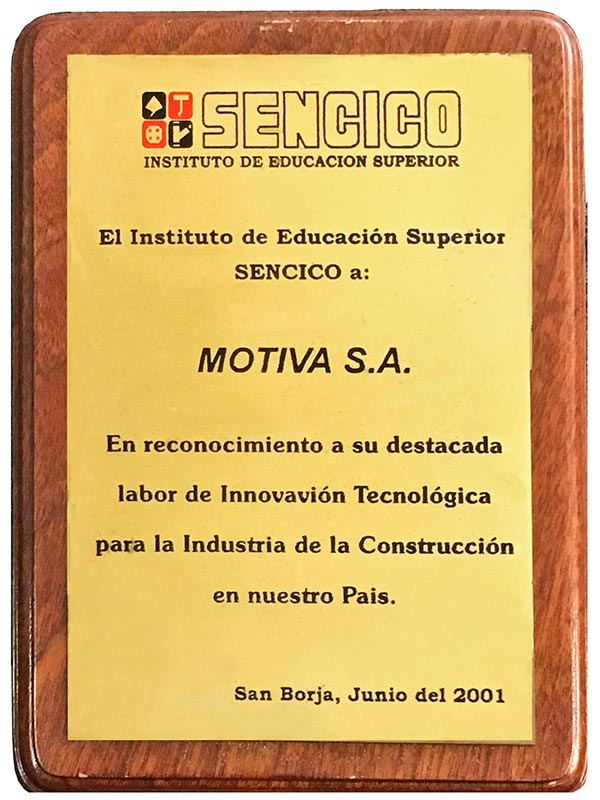 SENCICO
INSTITUTO DE EDUCACION SUPERIOR
El Instituto de Educación Superior
SENCICO a:
MOTIVA S.A.
En reconocimiento a su destacada
labor de Innovavión Tecnológica
para la Industria de la Construcción
en nuestro Pais.
San Borja, Junio del 2001